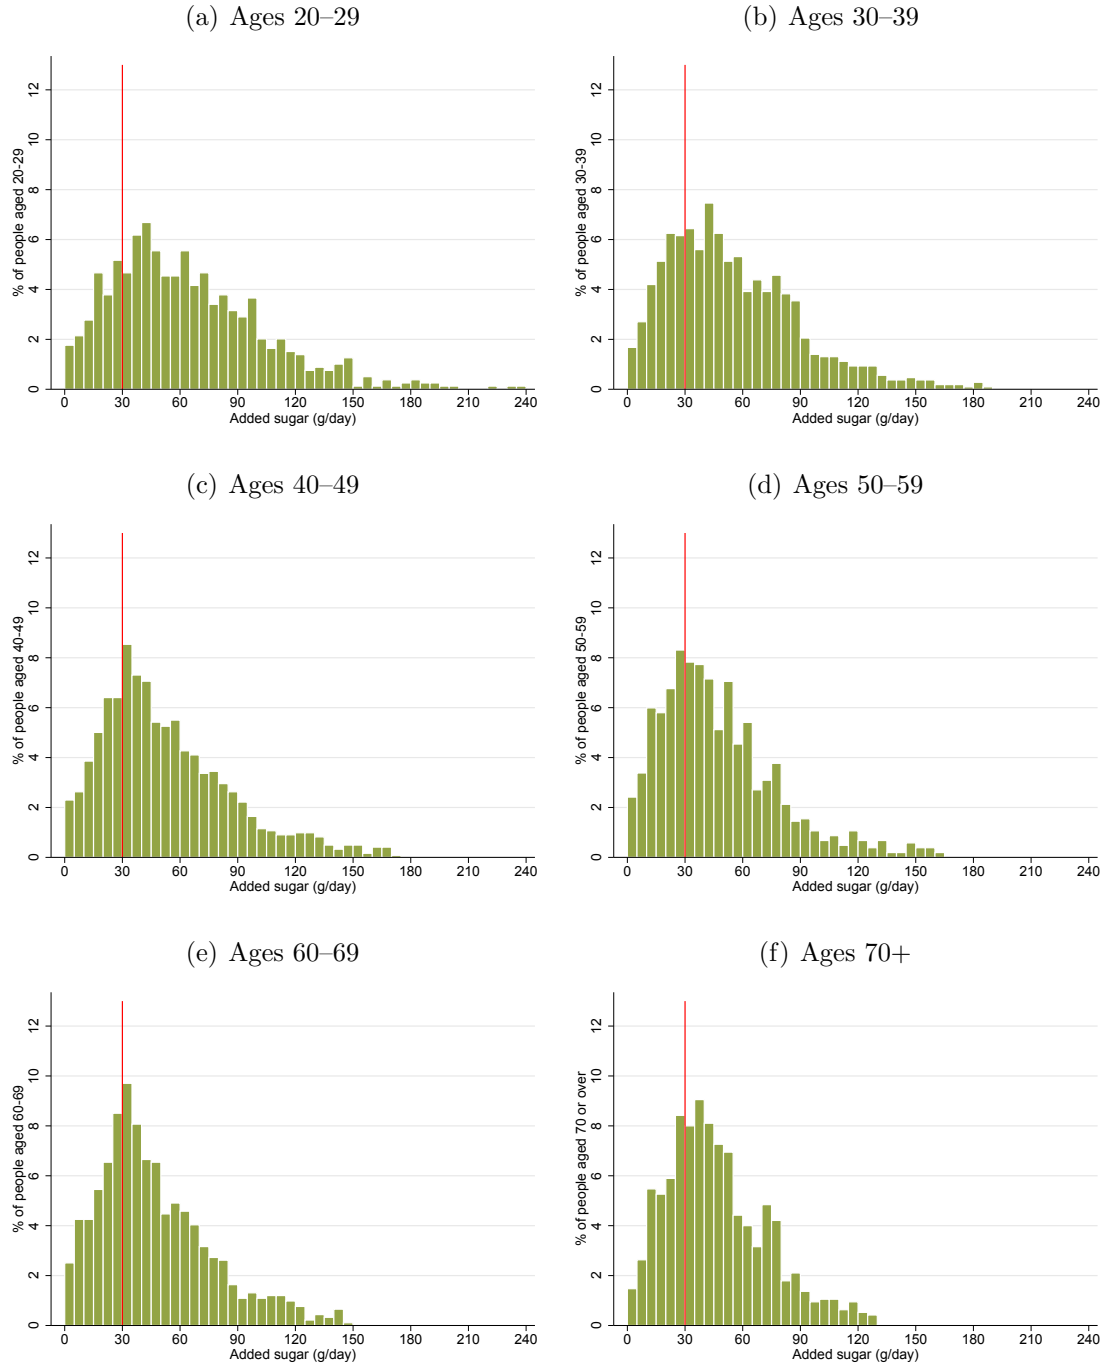 (a) Ages 20–29
(b) Ages 30–39
% of people aged 20-29
12
10
8
6
4
2
0
0 30 60 90 120 150 180 210 240
Added sugar (g/day)
% of people aged 30-39
12
10
8
6
4
2
0
0 30 60 90 120 150 180 210 240
Added sugar (g/day)
(c) Ages 40–49
(d) Ages 50–59
% of people aged 40-49
12
10
8
6
4
2
0
0 30 60 90 120 150 180 210 240
Added sugar (g/day)
% of people aged 50-59
12
10
8
6
4
2
0
0 30 60 90 120 150 180 210 240
Added sugar (g/day)
(e) Ages 60–69
(f) Ages 70+
% of people aged 60-69
12
10
8
6
4
2
0
0 30 60 90 120 150 180 210 240
Added sugar (g/day)
% of people aged 70 or over
12
10
8
6
4
2
0
0 30 60 90 120 150 180 210 240
Added sugar (g/day)